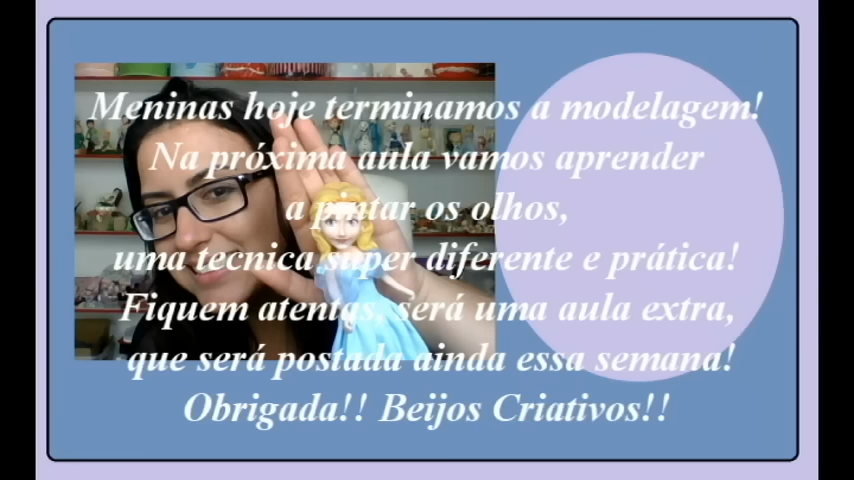 Meninas hoje terminamos a modelagem!
Na próxima aula vamos aprender
a pintar os olhos,
uma tecnica super diferente e prática!
Fiquem atentas, será uma aula extra,
que será postada ainda essa semana!
Obrigada!! Beijos Criativos!!